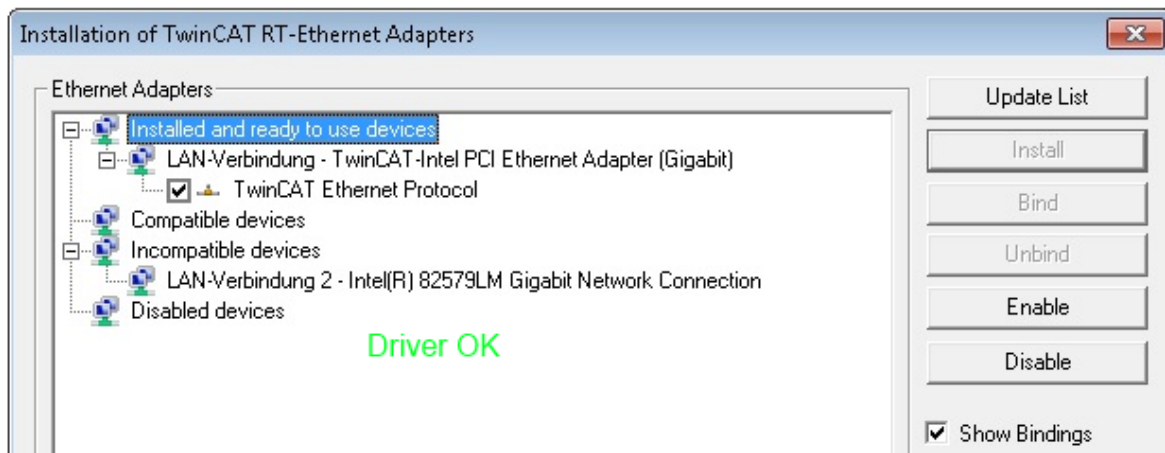 Installation of TwinCAT RT-Ethernet Adapters
Ethernet Adapters
Installed and ready to use devices
LAN-Verbindung - TwinCAT-Intel PCI Ethernet Adapter (Gigabit)
TwinCAT Ethernet Protocol
Compatible devices
Incompatible devices
LAN-Verbindung 2 - Intel(R) 82579LM Gigabit Network Connection
Disabled devices
Driver OK
Update List
Install
Bind
Unbind
Enable
Disable
Show Bindings